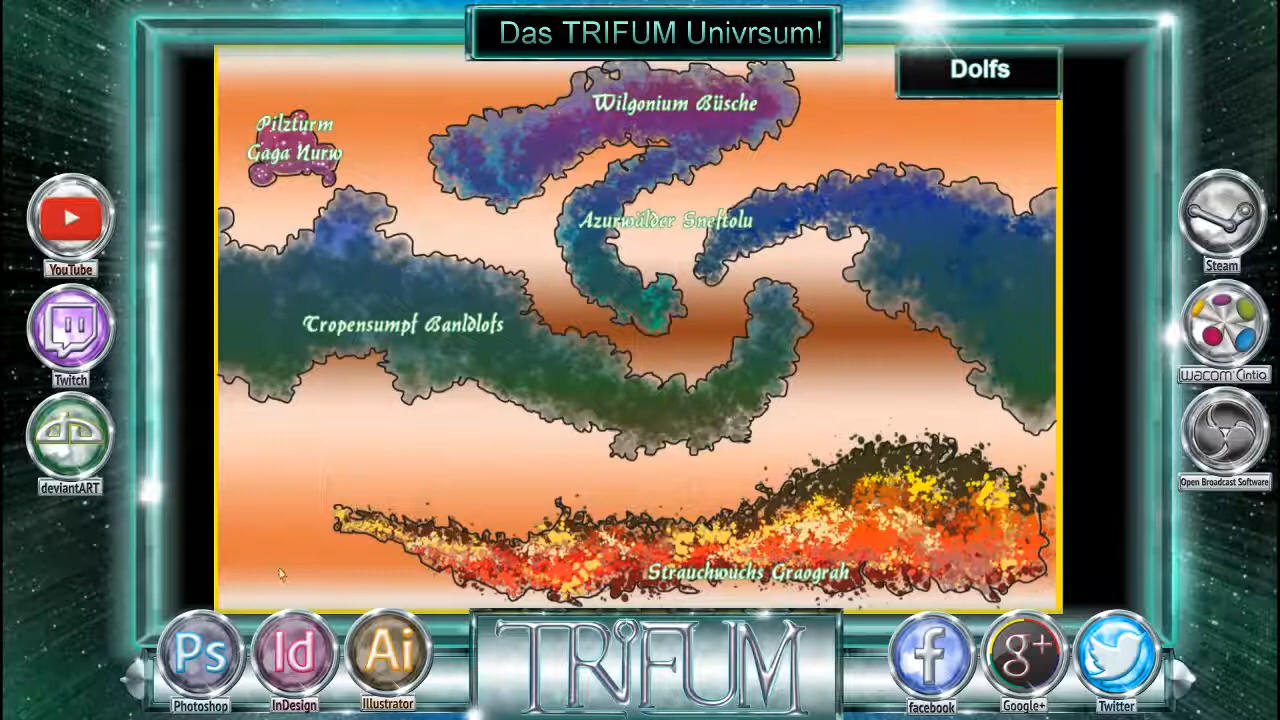 Das TRIFUM Univrsum!
Dolfs
Wilgonium Büsche
Pilzturm
Gaga Nurw
Azurwälder Sneftolu
Tropensumpf Banldlofs
Strauchwuchs Graograh
YouTube
Twitch
deviantART
Steam
wacom Cintiq
Open Broadcast Software
Ps
Photoshop
Id
InDesign
Ai
Illustrator
TRIFUM
f
facebook
g+
Google+
Twitter